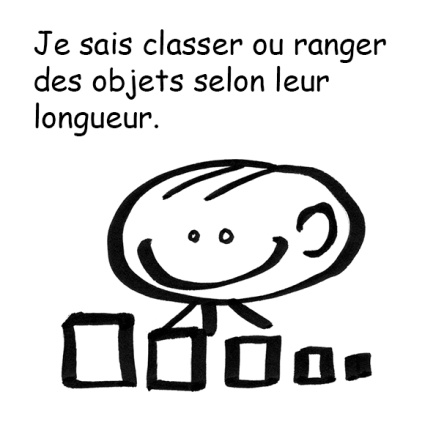 Je sais classer ou ranger
des objets selon leur
longueur.